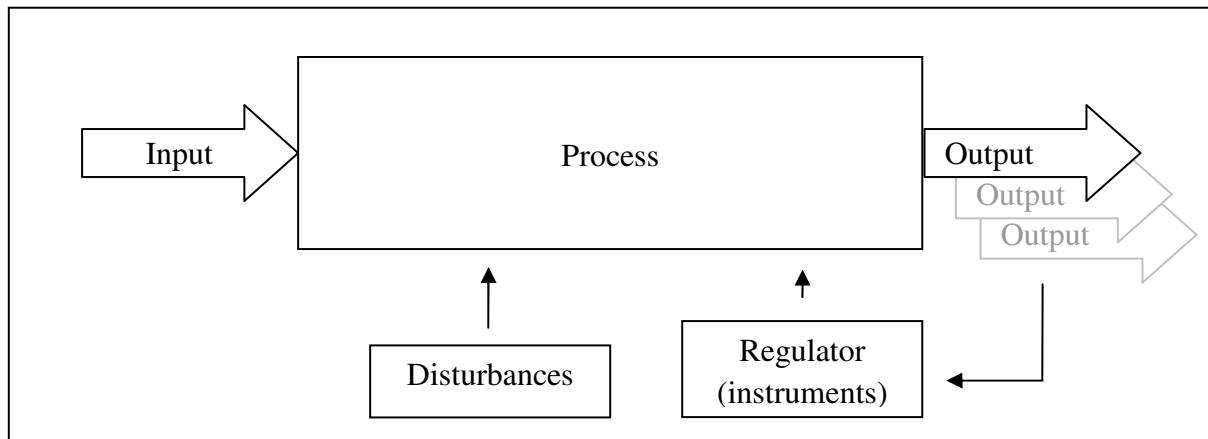 Input
Process
Output
Output
Output
Disturbances
Regulator
(instruments)